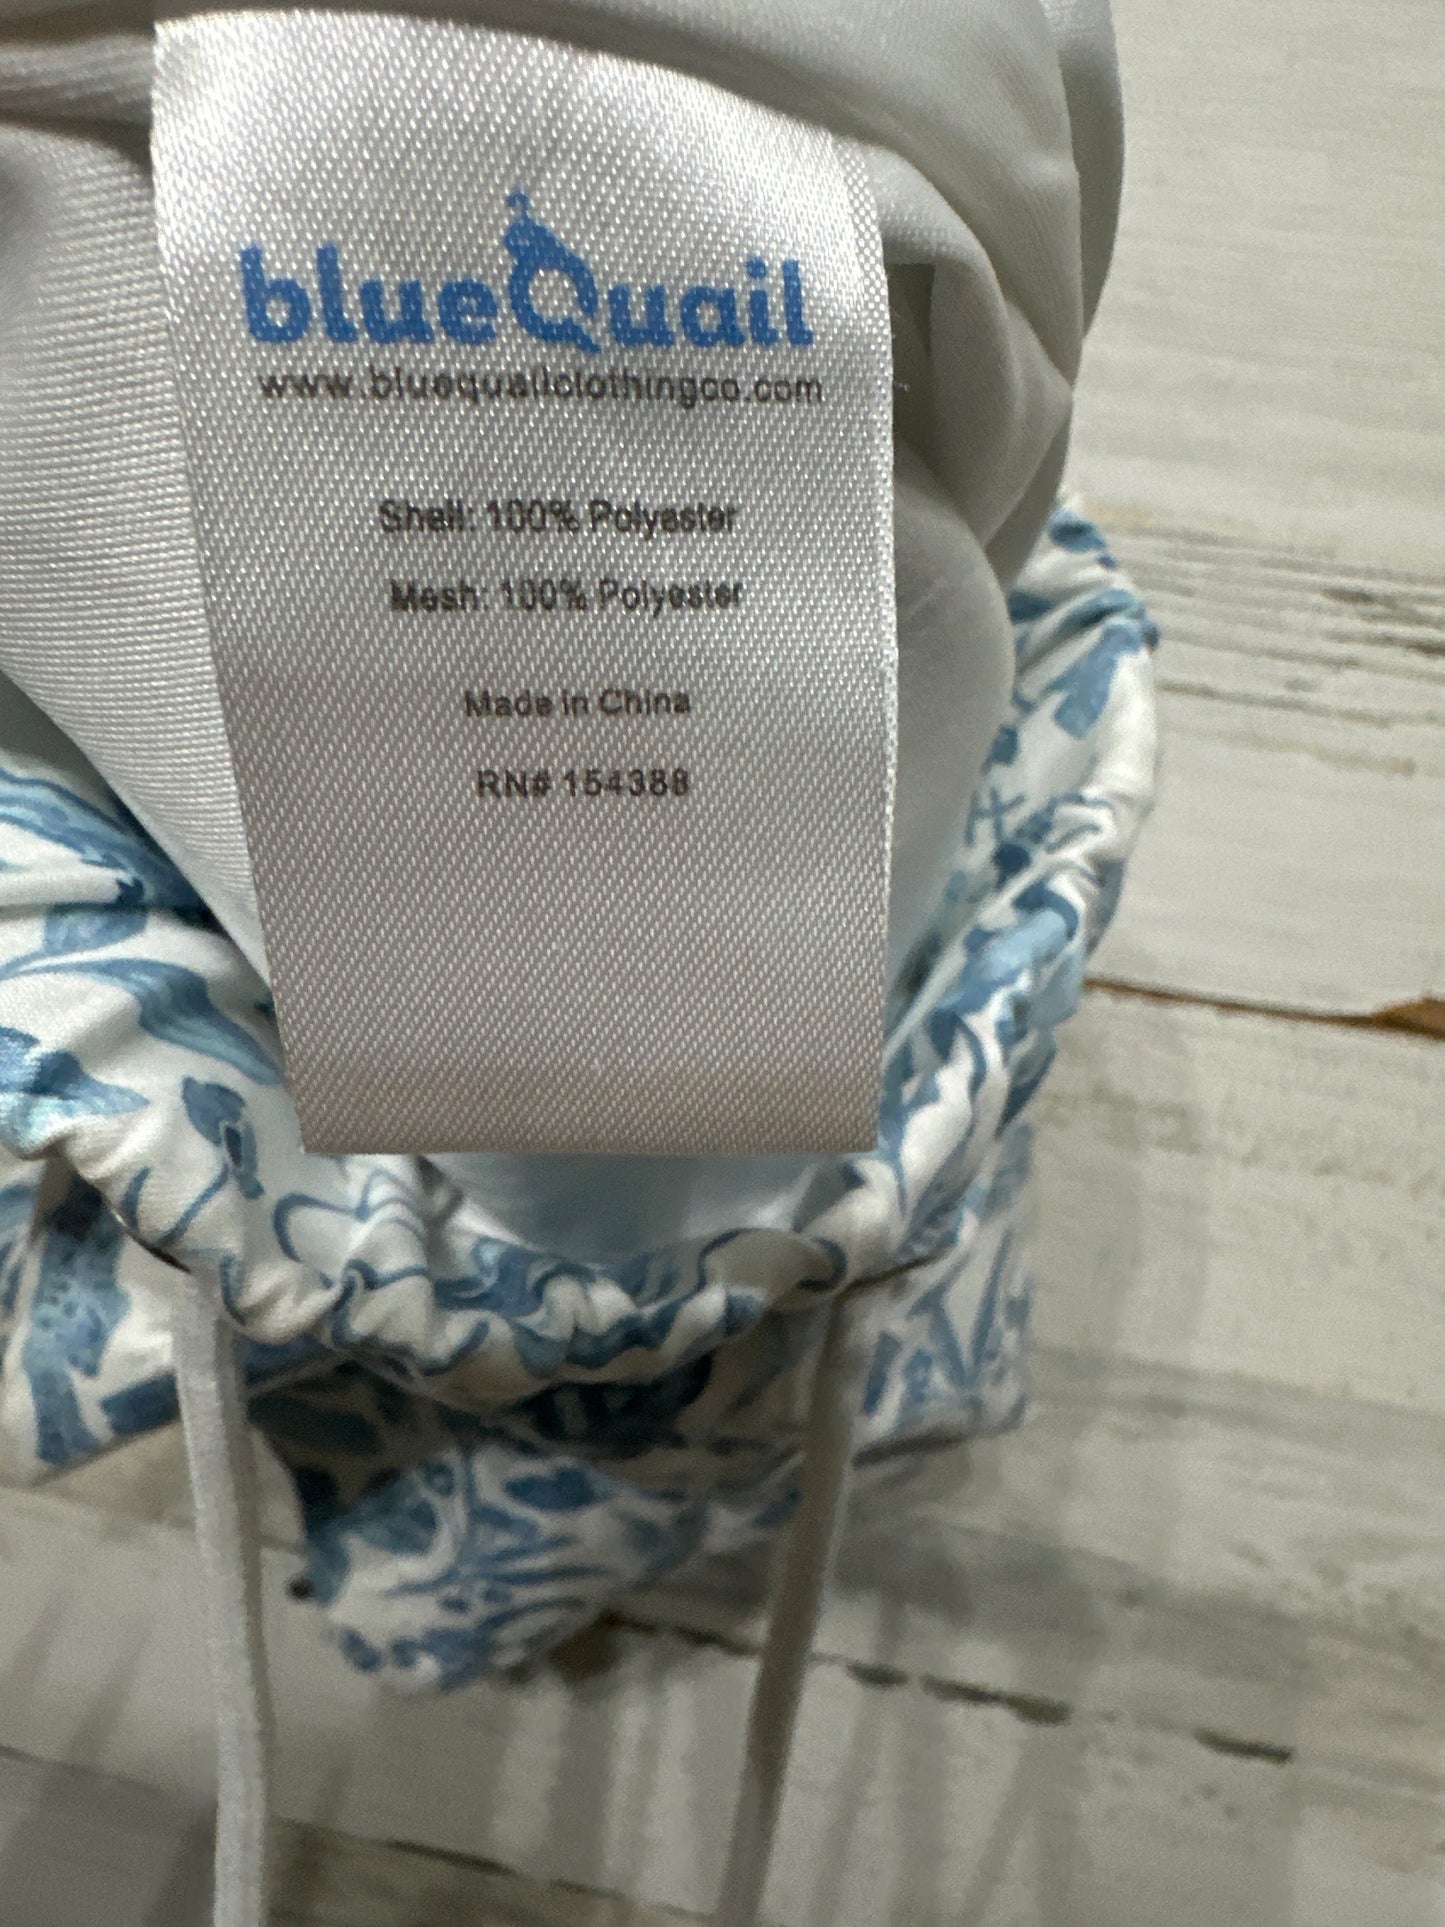 blueQuail
www.bluequailclothingco.com
Shell: 100% Polyester
Mesh: 100% Polyester
Made in China
RN# 154388